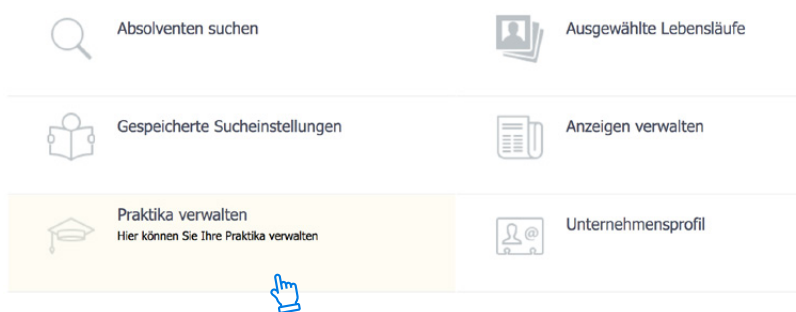 Absolventen suchen
Ausgewählte Lebensläufe
Gespeicherte Sucheinstellungen
Anzeigen verwalten
Praktika verwalten
Hier können Sie Ihre Praktika verwalten
Unternehmensprofil
@